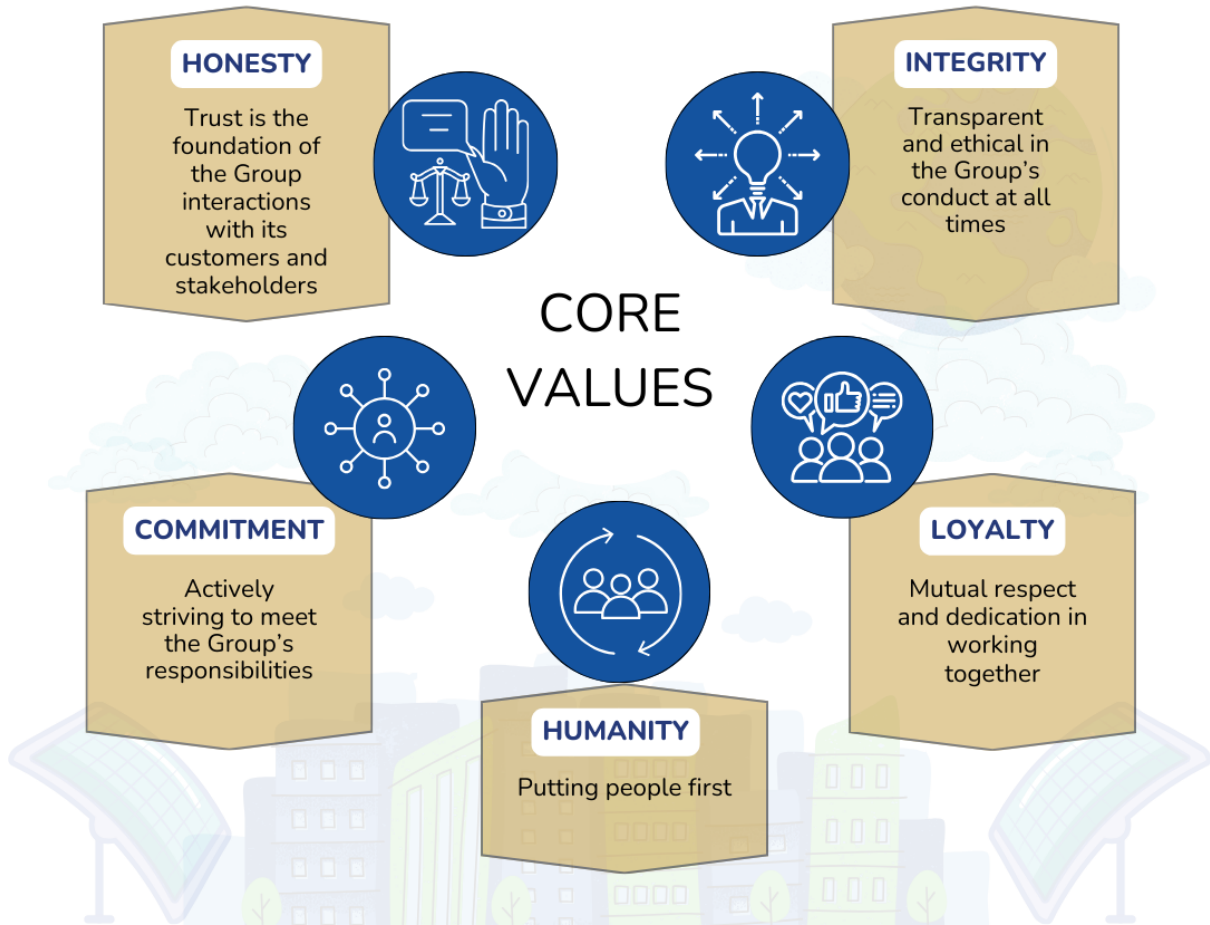 HONESTY
Trust is the
foundation of
the Group
interactions
with its
customers and
stakeholders
INTEGRITY
Transparent
and ethical in
the Group’s
conduct at all
times
CORE
VALUES
COMMITMENT
Actively
striving to meet
the Group’s
responsibilities
LOYALTY
Mutual respect
and dedication in
working
together
HUMANITY
Putting people first